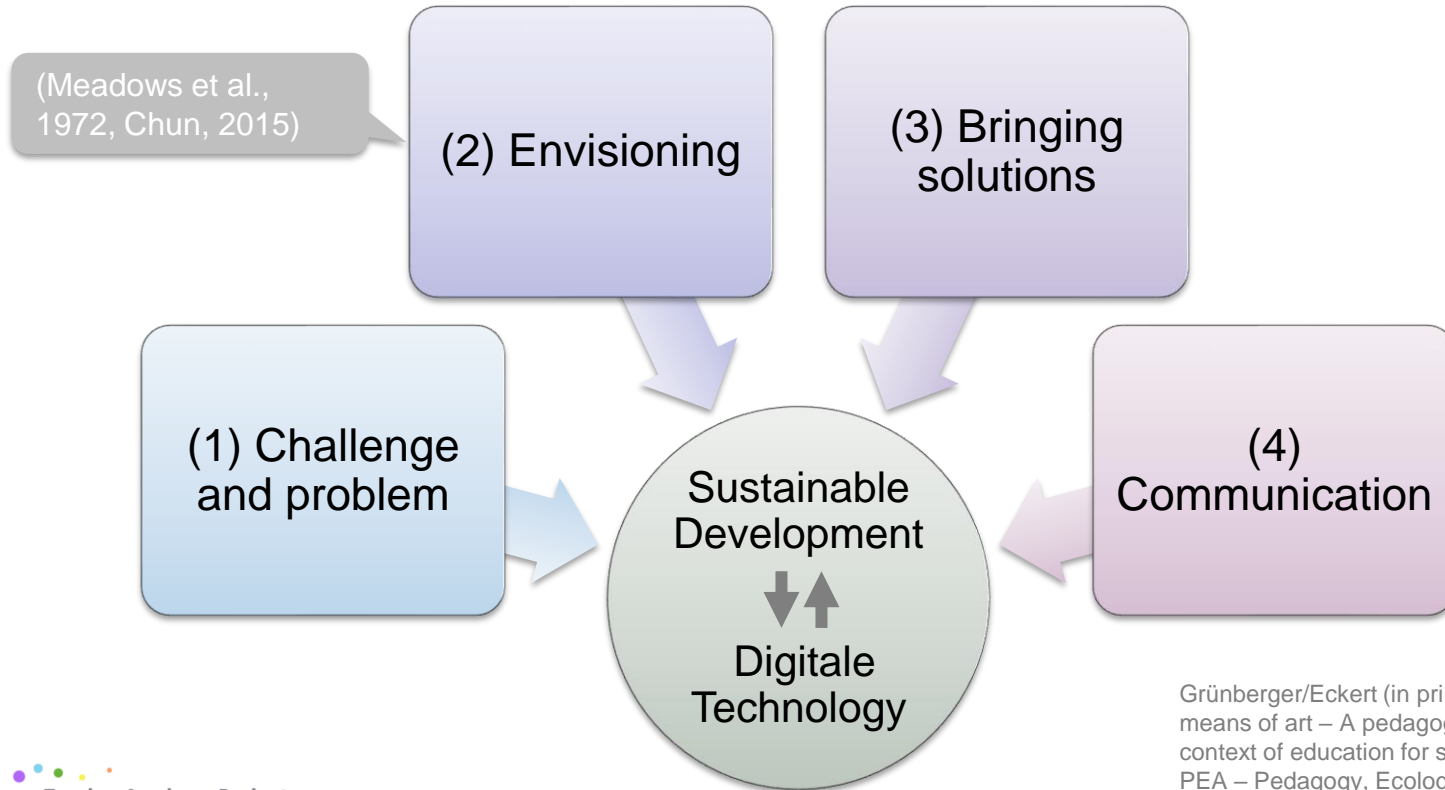 (Meadows et al.,
1972, Chun, 2015)
(2) Envisioning
(3) Bringing
solutions
(1) Challenge
and problem
(4)
Communication
Sustainable
Development
Digitale
Technology
Grünberger/Eckert (in pri
means of art – A pedagog
context of education for s
PEA – Pedagogy, Ecolog